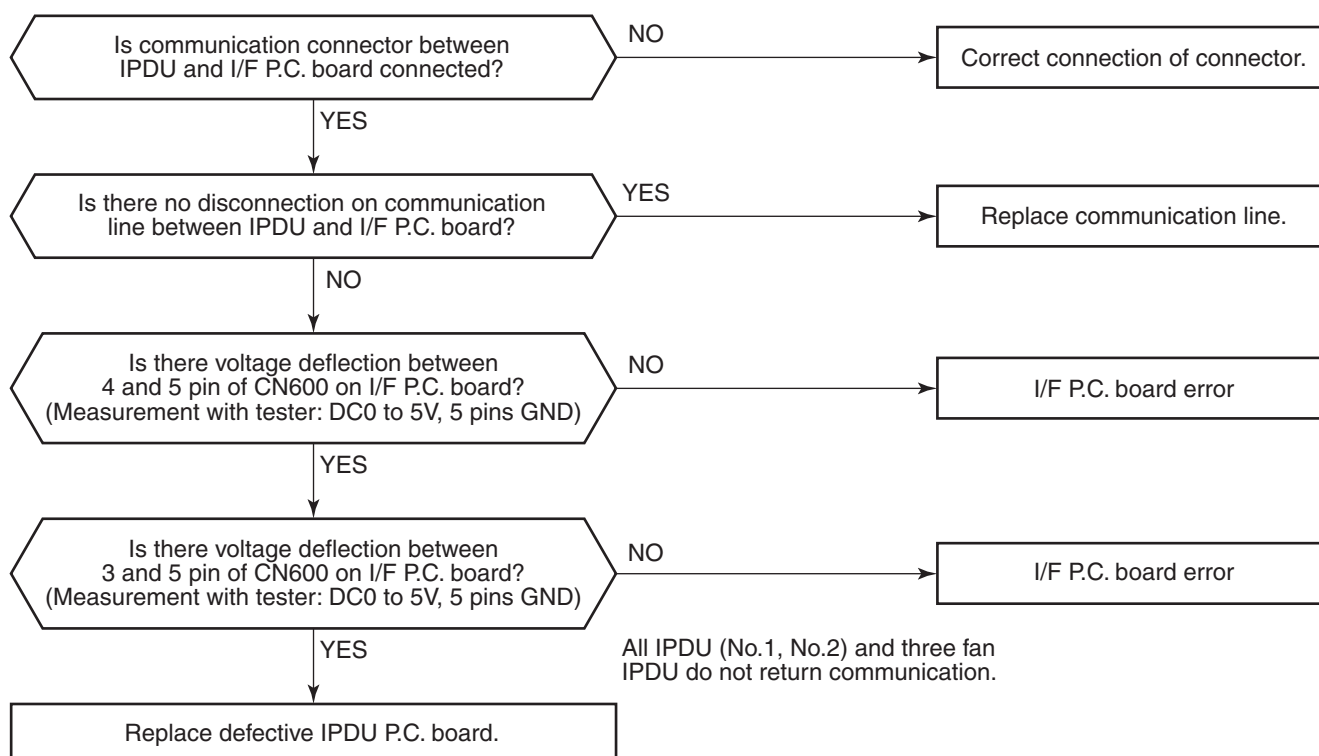 Is communication connector between
IPDU and I/F P.C. board connected?
NO
Correct connection of connector.
YES
Is there no disconnection on communication
line between IPDU and I/F P.C. board?
YES
Replace communication line.
NO
Is there voltage deflection between
4 and 5 pin of CN600 on I/F P.C. board?
(Measurement with tester: DC0 to 5V, 5 pins GND)
NO
I/F P.C. board error
YES
Is there voltage deflection between
3 and 5 pin of CN600 on I/F P.C. board?
(Measurement with tester: DC0 to 5V, 5 pins GND)
NO
I/F P.C. board error
YES
All IPDU (No.1, No.2) and three fan
IPDU do not return communication.
Replace defective IPDU P.C. board.